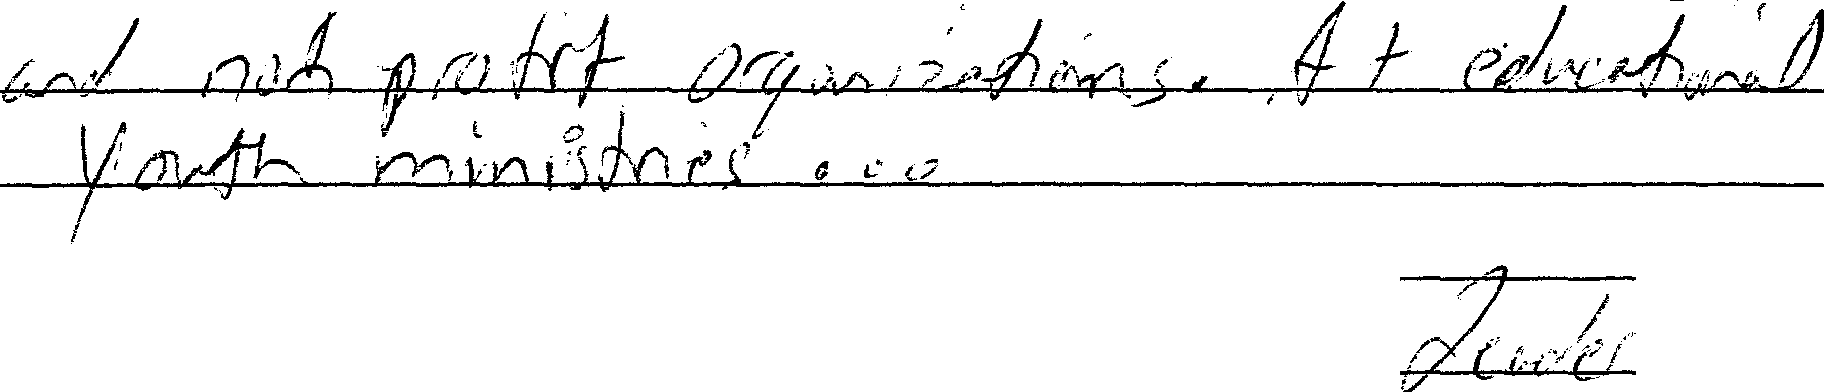 and not profit organizations. At educational
Youth ministries...
Leader